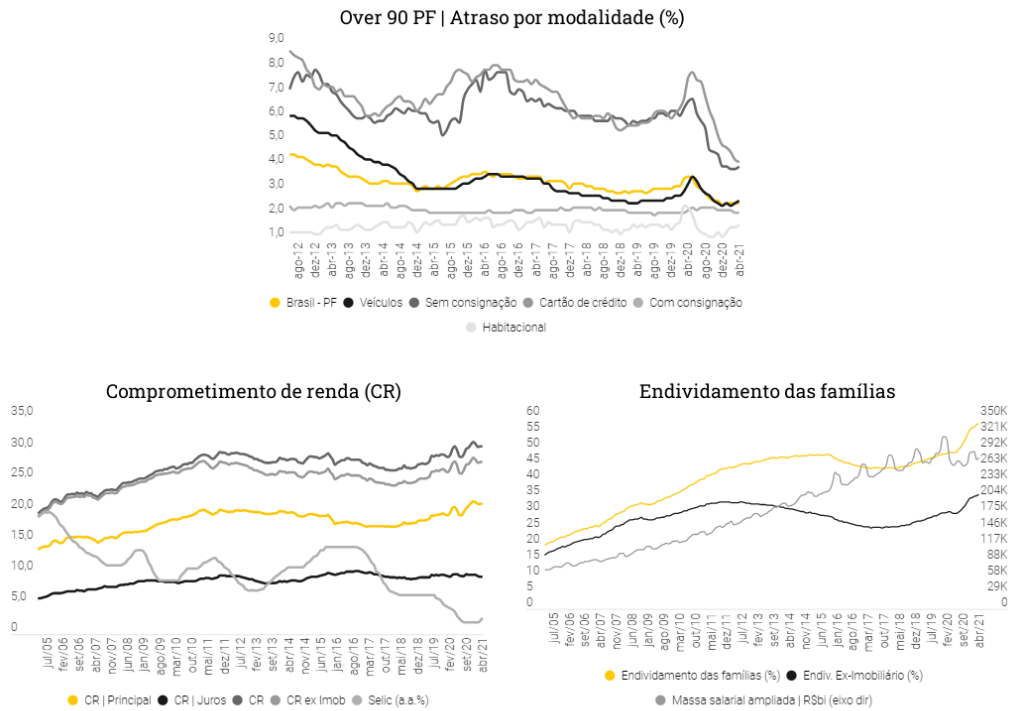 Over 90 PF | Atraso por modalidade (%)
9,0
8,0
7,0
6,0
5,0
4,0
3,0
2,0
1,0
ago-12
dez-12
abr-13
ago-13
dez-13
abr-14
ago-14
dez-14
abr-15
ago-15
dez-15
abr-16
ago-16
dez-16
abr-17
ago-17
dez-17
abr-18
ago-18
dez-18
abr-19
ago-19
dez-19
abr-20
ago-20
dez-20
abr-21
Brasil - PF Veículos Sem consignação Cartão de crédito Com consignação
Habitacional
Comprometimento de renda (CR)
35,0
30,0
25,0
20,0
15,0
10,0
5,0
0
jul/05
fev/06
set/06
abr/07
nov/07
jun/08
jan/09
ago/09
mar/10
out/10
mai/11
dez/11
jul/12
fev/13
set/13
abr/14
nov/14
jun/15
jan/16
ago/16
mar/17
out/17
mai/18
dez/18
jul/19
fev/20
set/20
abr/21
CR | Principal CR | Juros CR CR ex Imob Selic (a.a.%)
Endividamento das famílias
60
55
50
45
40
35
30
25
20
15
10
5
0
350K
321K
292K
263K
233K
204K
175K
146K
117K
88K
58K
29K
0
jul/05
fev/06
set/06
abr/07
nov/07
jun/08
jan/09
ago/09
mar/10
out/10
mai/11
dez/11
jul/12
fev/13
set/13
abr/14
nov/14
jun/15
jan/16
ago/16
mar/17
out/17
mai/18
dez/18
jul/19
fev/20
set/20
abr/21
Endividamento das famílias (%) Endiv. Ex-Imobiliário (%)
Massa salarial ampliada | R$bi (eixo dir)